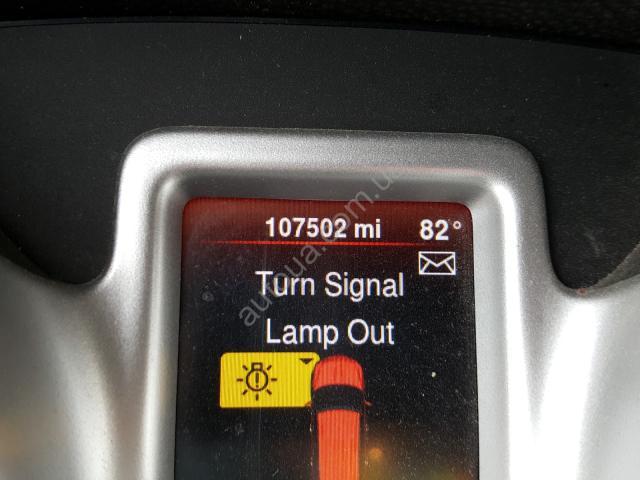 107502 mi 82°
Turn Signal
Lamp Out